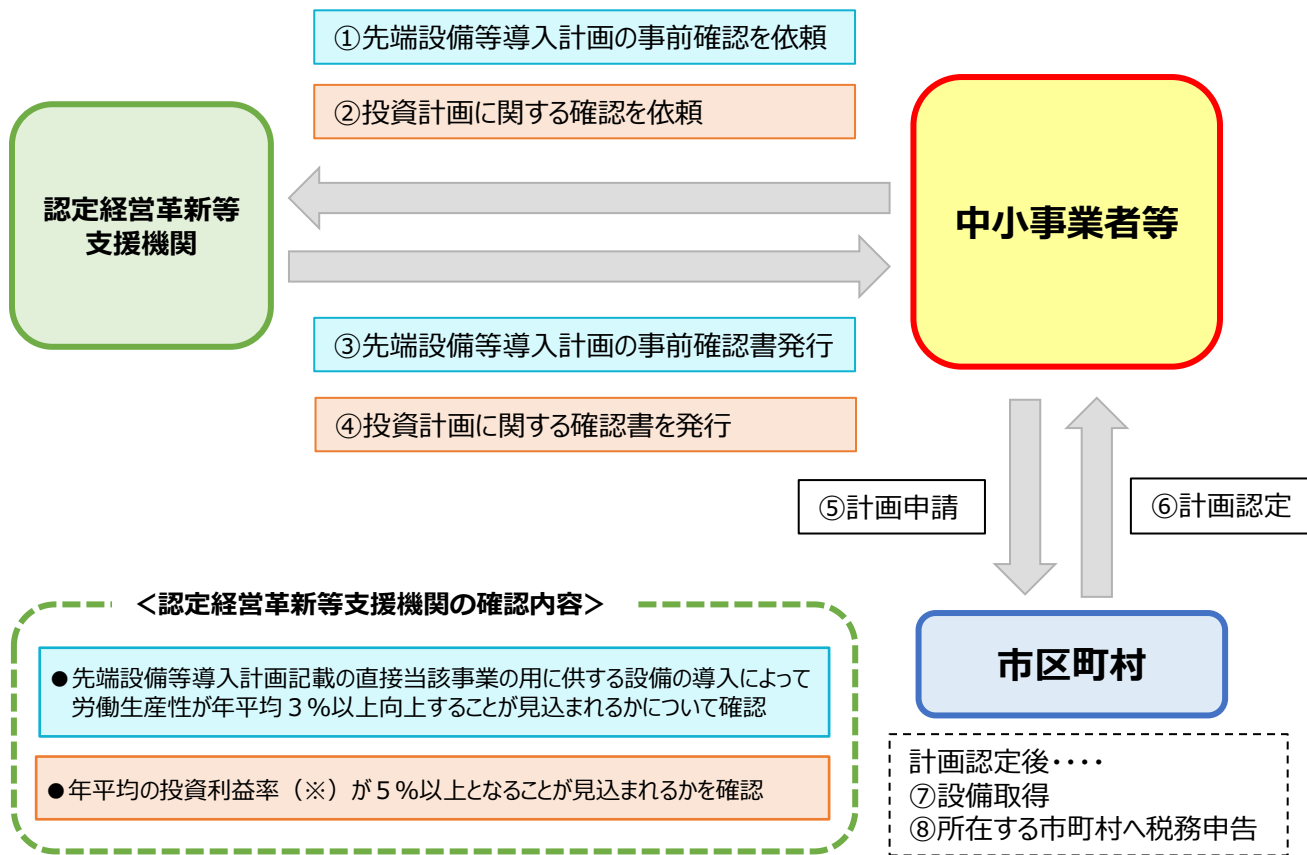 ①先端設備等導入計画の事前確認を依頼
②投資計画に関する確認を依頼
認定経営革新等
支援機関
中小事業者等
③先端設備等導入計画の事前確認書発行
④投資計画に関する確認書を発行
⑤計画申請
⑥計画認定
＜認定経営革新等支援機関の確認内容＞
●先端設備等導入計画記載の直接当該事業の用に供する設備の導入によって
労働生産性が年平均３%以上向上することが見込まれるかについて確認
●年平均の投資利益率（※）が５%以上となることが見込まれるかを確認
市区町村
計画認定後・・・・
⑦設備取得
⑧所在する市町村へ税務申告